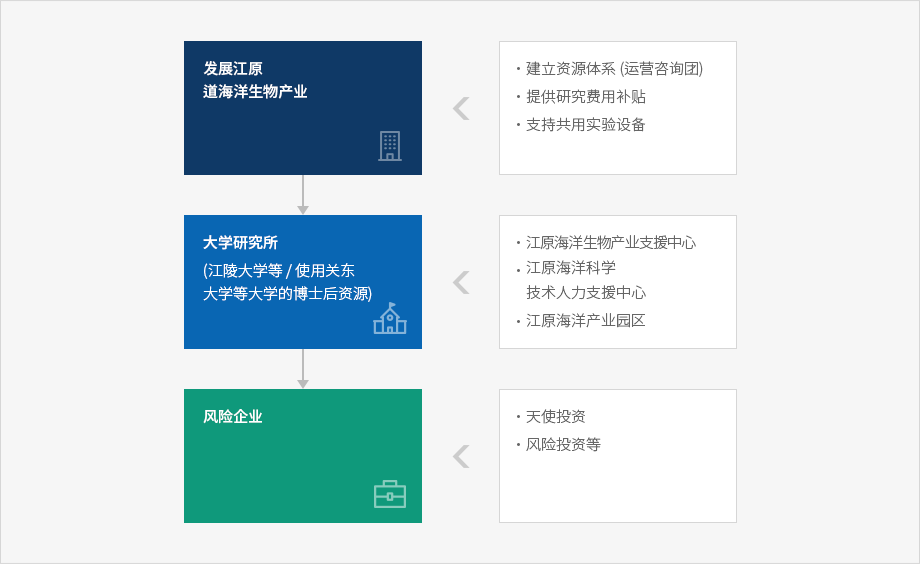 发展江原
道海洋生物产业
· 建立资源体系 (运营咨询团)
· 提供研究费用补贴
· 支持共用实验设备
大学研究所
(江陵大学等 / 使用关东
大学等大学的博士后资源)
· 江原海洋生物产业支援中心
· 江原海洋科学
技术人力支援中心
· 江原海洋产业园区
风险企业
· 天使投资
· 风险投资等